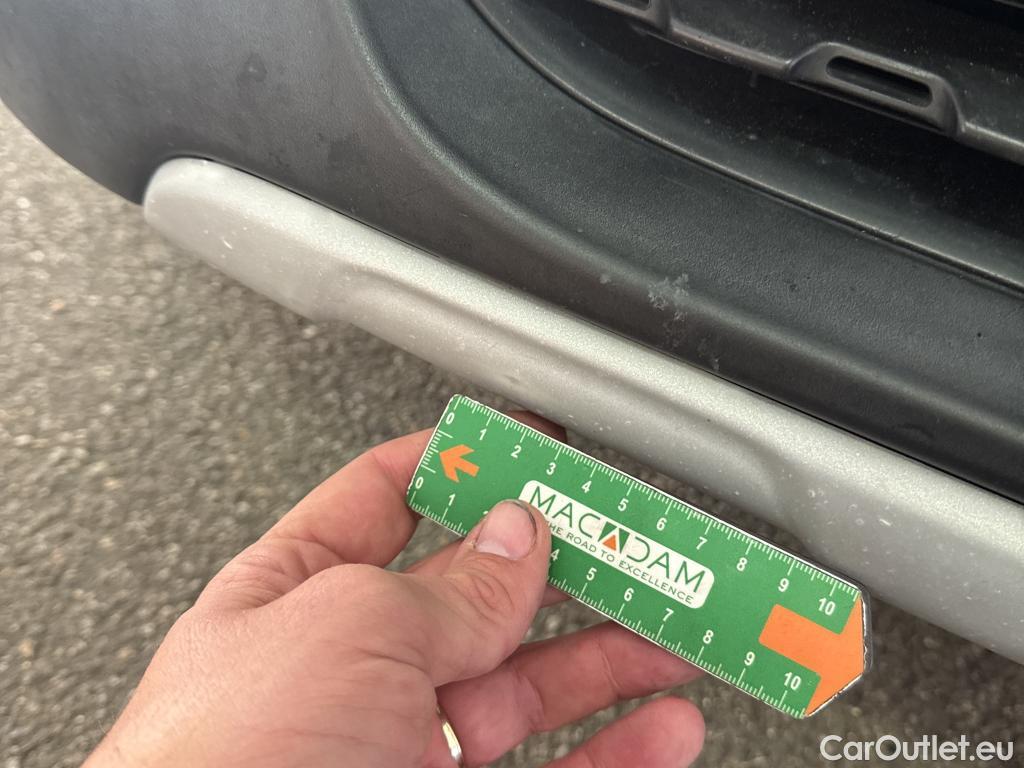 0 1 2 3 4 5 6 7 8 9 10
MACADAM
THE ROAD TO EXCELLENCE
0 1 4 5 6 7 8 9 10
CarOutlet.eu